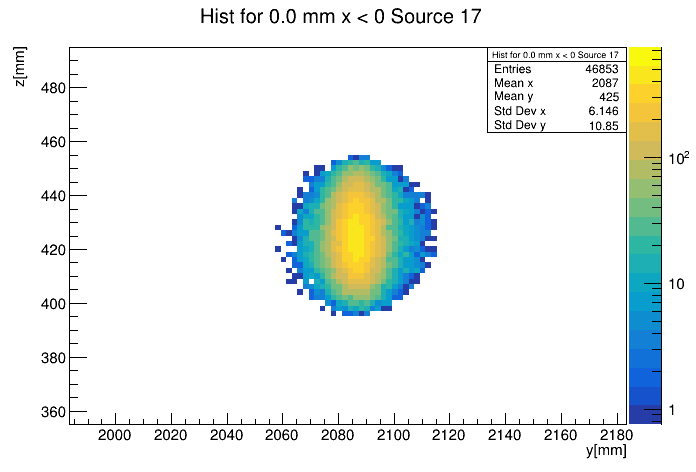 Hist for 0.0 mm x < 0 Source 17
z[mm]
Hist for 0.0 mm x < 0 Source 17
Entries 46853
Mean x 2087
Mean y 425
Std Dev x 6.146
Std Dev y 10.85
480
460
440
420
400
380
360
10²
10
1
2000 2020 2040 2060 2080 2100 2120 2140 2160 2180
y[mm]